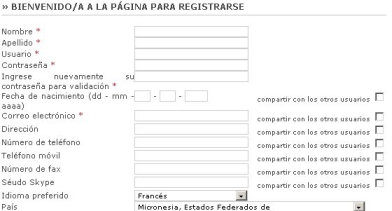 » BIENVENIDO/A A LA PÁGINA PARA REGISTRARSE
Nombre *
Apellido *
Usuario *
Contraseña *
Ingrese nuevamente su
contraseña para validación *
Fecha de nacimiento (dd - mm -
aaaa) - - compartir con los otros usuarios
Correo electrónico * compartir con los otros usuarios
Dirección compartir con los otros usuarios
Número de teléfono compartir con los otros usuarios
Teléfono móvil compartir con los otros usuarios
Número de fax compartir con los otros usuarios
Séudo Skype compartir con los otros usuarios
Idioma preferido Francés
País Micronesia, Estados Federados de